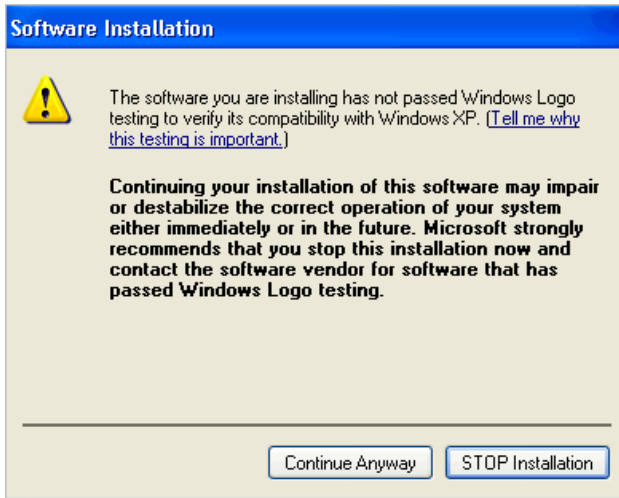 Software Installation
The software you are installing has not passed Windows Logo
testing to verify its compatibility with Windows XP. (Tell me why
this testing is important.)
Continuing your installation of this software may impair
or destabilize the correct operation of your system
either immediately or in the future. Microsoft strongly
recommends that you stop this installation now and
contact the software vendor for software that has
passed Windows Logo testing.
Continue Anyway
STOP Installation